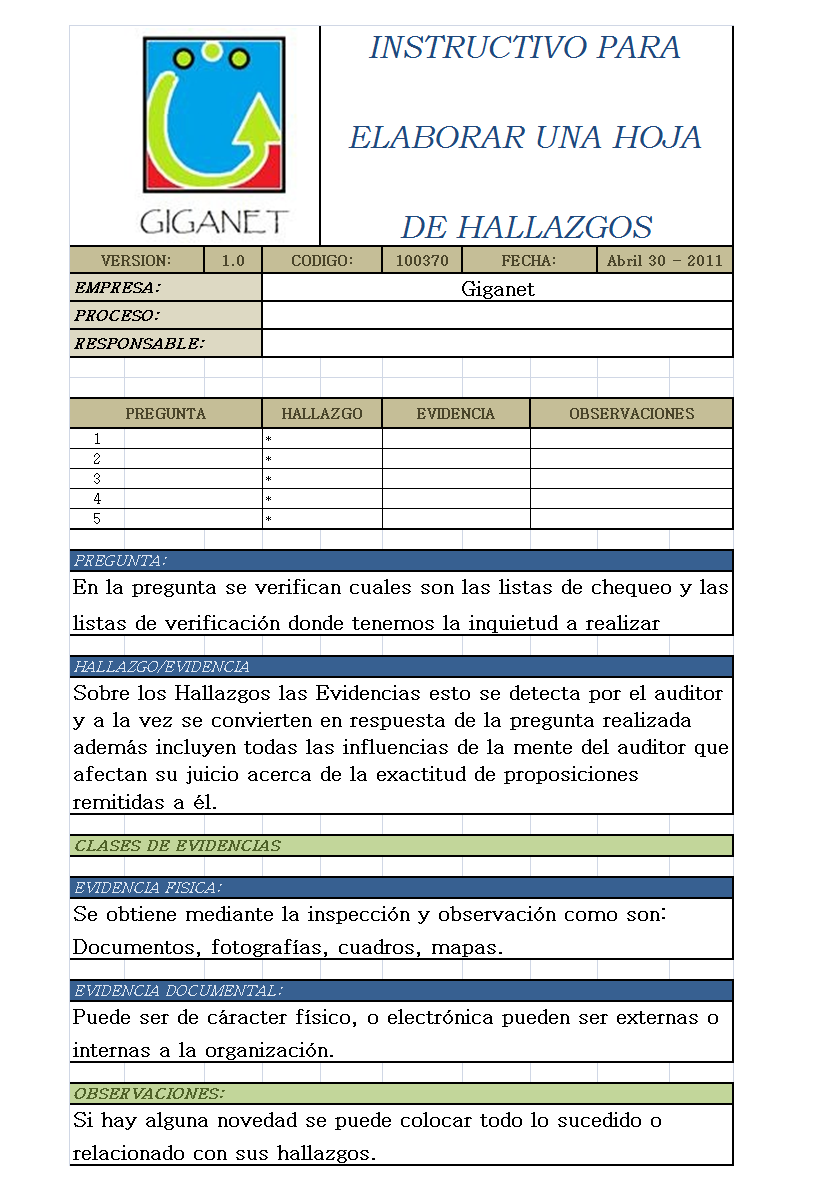 INSTRUCTIVO PARA
ELABORAR UNA HOJA
DE HALLAZGOS
GIGANET
VERSION: 1.0 CODIGO: 100370 FECHA: Abril 30 - 2011
EMPRESA: Giganet
PROCESO:
RESPONSABLE:
PREGUNTA HALLAZGO EVIDENCIA OBSERVACIONES
1 *
2 *
3 *
4 *
5 *
PREGUNTA:
En la pregunta se verifican cuales son las listas de chequeo y las
listas de verificación donde tenemos la inquietud a realizar
HALLAZGO/EVIDENCIA
Sobre los Hallazgos las Evidencias esto se detecta por el auditor
y a la vez se convierten en respuesta de la pregunta realizada
además incluyen todas las influencias de la mente del auditor que
afectan su juicio acerca de la exactitud de proposiciones
remitidas a él.
CLASES DE EVIDENCIAS
EVIDENCIA FISICA:
Se obtiene mediante la inspección y observación como son:
Documentos, fotografías, cuadros, mapas.
EVIDENCIA DOCUMENTAL:
Puede ser de cáracter físico, o electrónica pueden ser externas o
internas a la organización.
OBSERVACIONES:
Si hay alguna novedad se puede colocar todo lo sucedido o
relacionado con sus hallazgos.